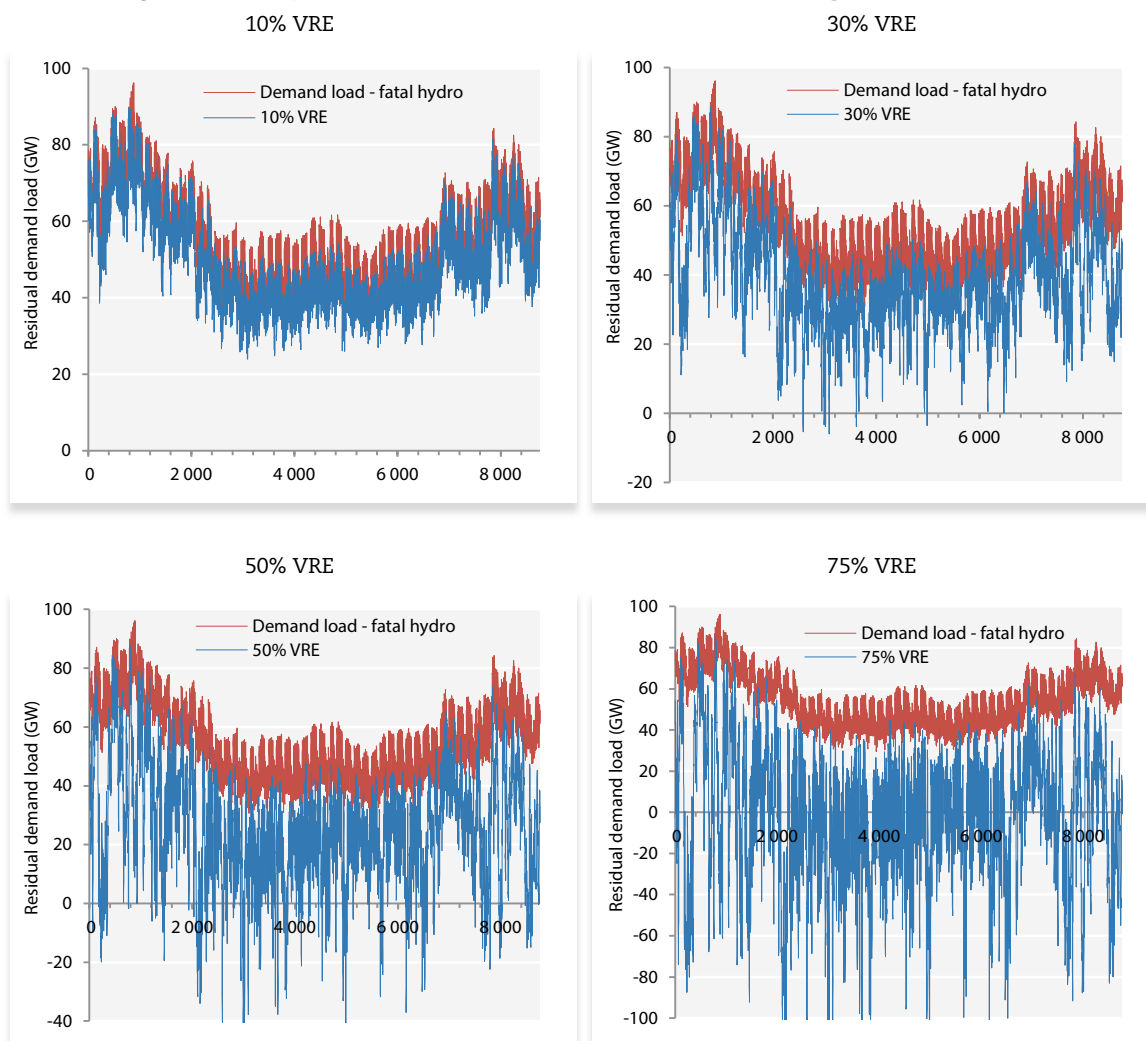 10% VRE
Residual demand load (GW)
100
80
60
40
20
0
Demand load - fatal hydro
10% VRE
0 2 000 4 000 6 000 8 000
30% VRE
Residual demand load (GW)
100
80
60
40
20
0
-20
Demand load - fatal hydro
30% VRE
0 2 000 4 000 6 000 8 000
50% VRE
Residual demand load (GW)
100
80
60
40
20
0
-20
-40
Demand load - fatal hydro
50% VRE
0 2 000 4 000 6 000 8 000
75% VRE
Residual demand load (GW)
100
80
60
40
20
0
-20
-40
-60
-80
-100
Demand load - fatal hydro
75% VRE
0 2 000 4 000 6 000 8 000